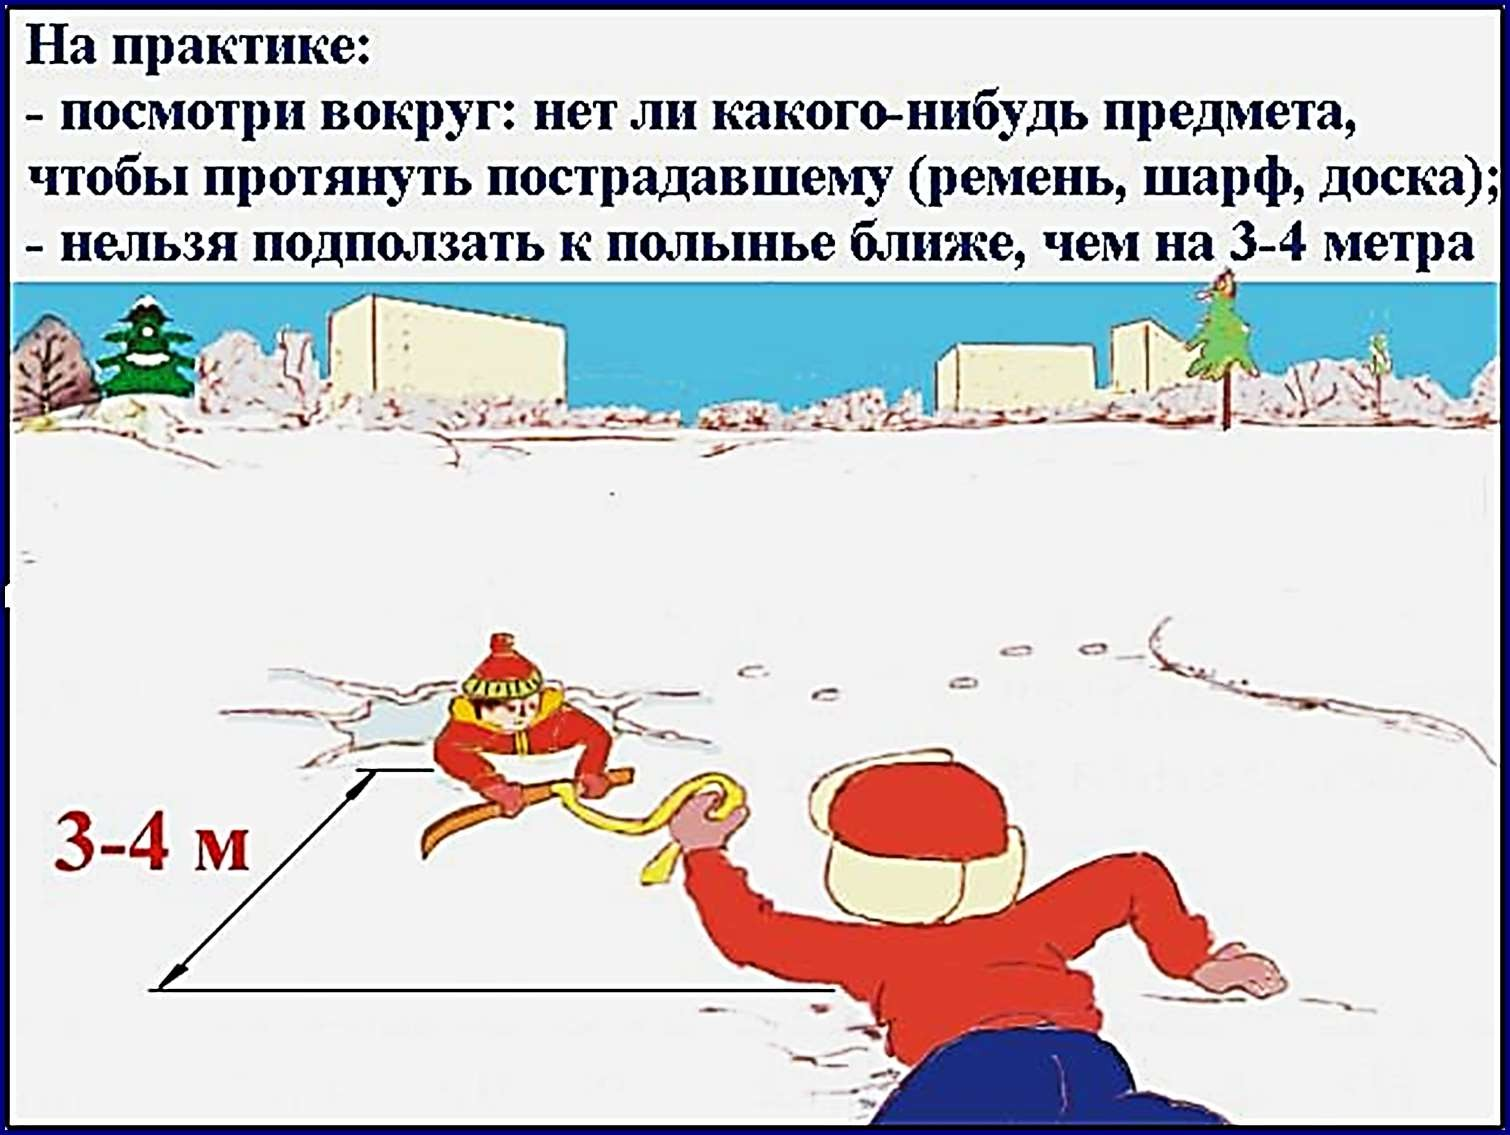 На практике:
- посмотри вокруг: нет ли какого-нибудь предмета,
чтобы протянуть пострадавшему (ремень, шарф, доска);
- нельзя подползать к полынье ближе, чем на 3-4 метра
3-4 м